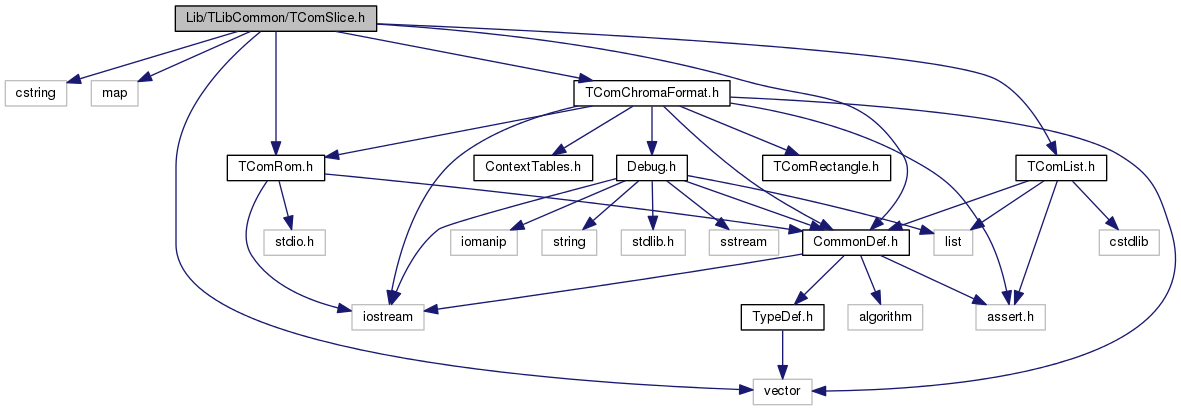 Lib/TLibCommon/TComSlice.h
cstring
map
TComChromaFormat.h
TComRom.h
ContextTables.h
Debug.h
TComRectangle.h
TComList.h
stdio.h
iomanip
string
stdlib.h
sstream
CommonDef.h
list
cstdlib
iostream
TypeDef.h
algorithm
assert.h
vector